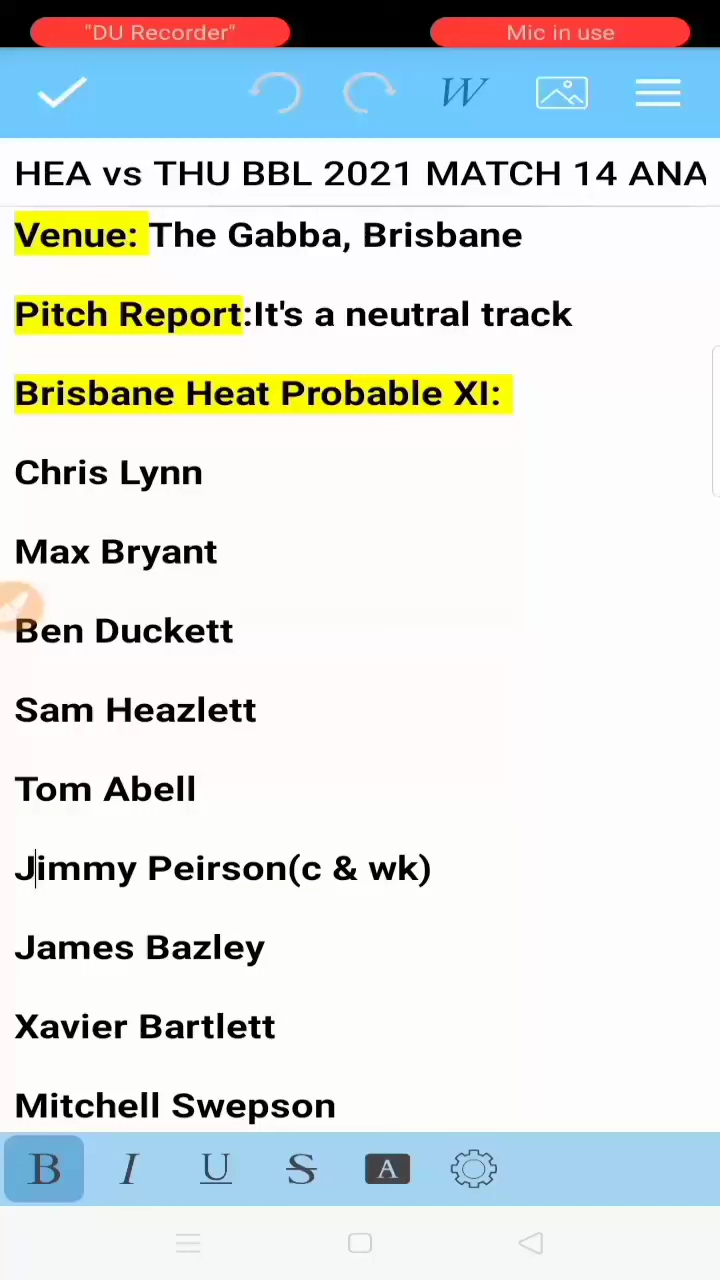 "DU Recorder"
Mic in use
W
HEA vs THU BBL 2021 MATCH 14 ANA
Venue: The Gabba, Brisbane
Pitch Report:It's a neutral track
Brisbane Heat Probable XI:
Chris Lynn
Max Bryant
Ben Duckett
Sam Heazlett
Tom Abell
Jimmy Peirson(c & wk)
James Bazley
Xavier Bartlett
Mitchell Swepson
B I U S A